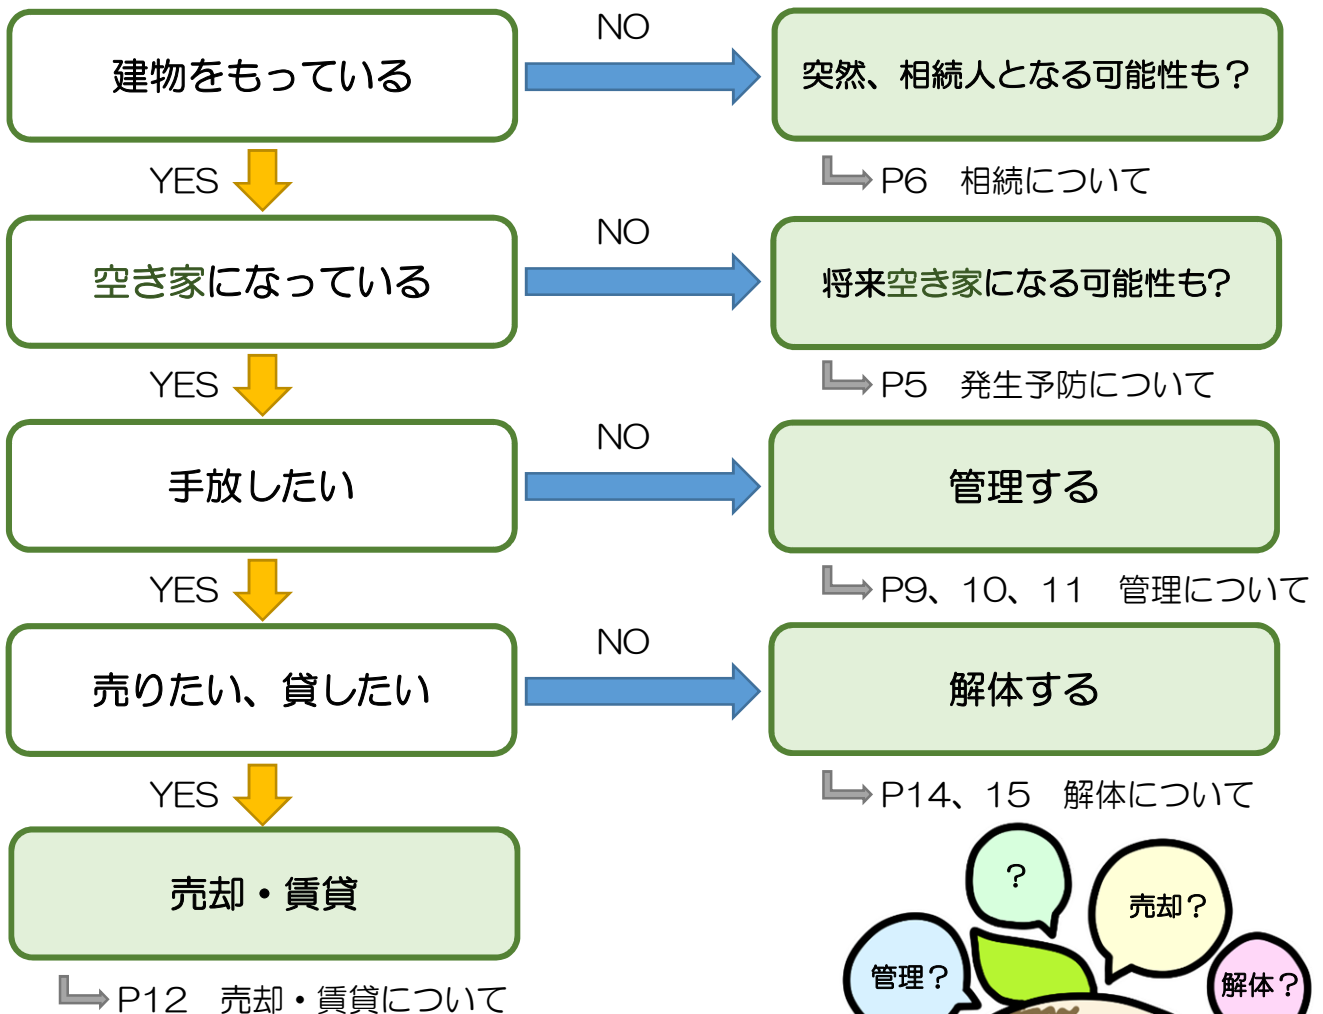 建物をもっている
NO
突然、相続人となる可能性も？
YES
P6　相続について
空き家になっている
NO
将来空き家になる可能性も?
YES
P5　発生予防について
手放したい
NO
管理する
YES
P9、10、11　管理について
売りたい、貸したい
NO
解体する
YES
P14、15　解体について
売却・賃貸
P12　売却・賃貸について
？
売却？
管理？
解体？